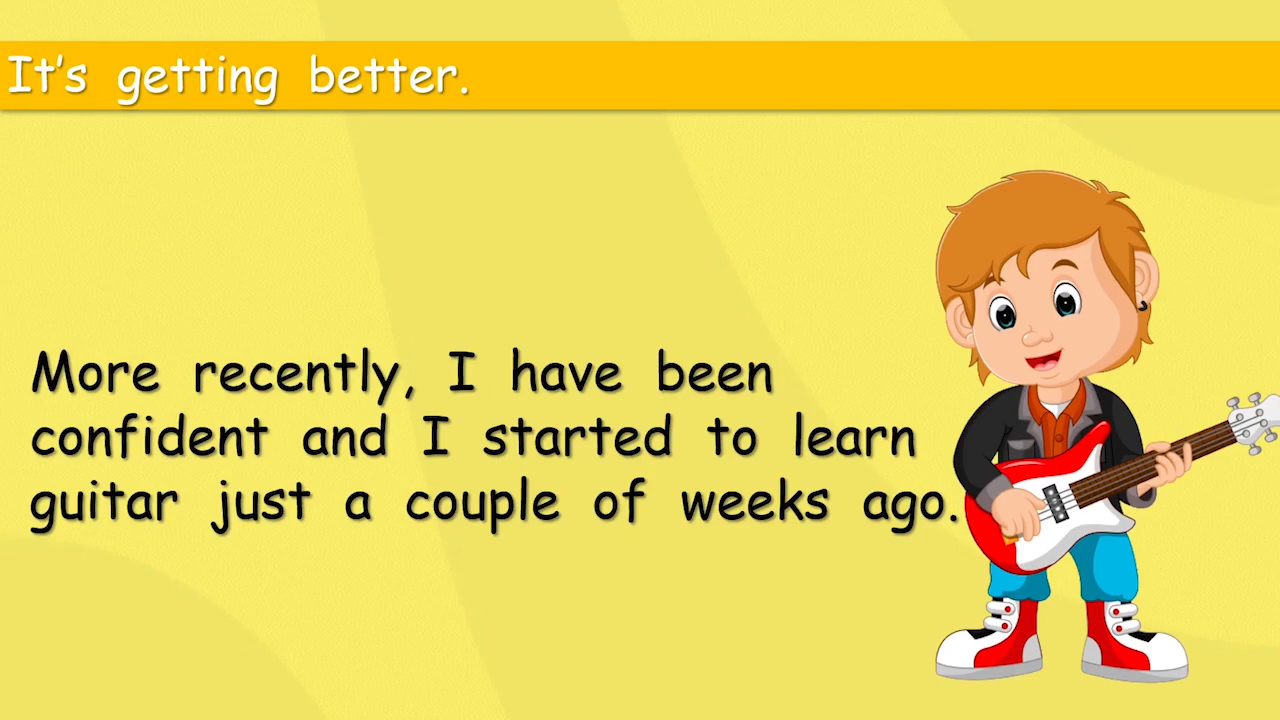 It's getting better.
More recently, I have been
confident and I started to learn
guitar just a couple of weeks ago.